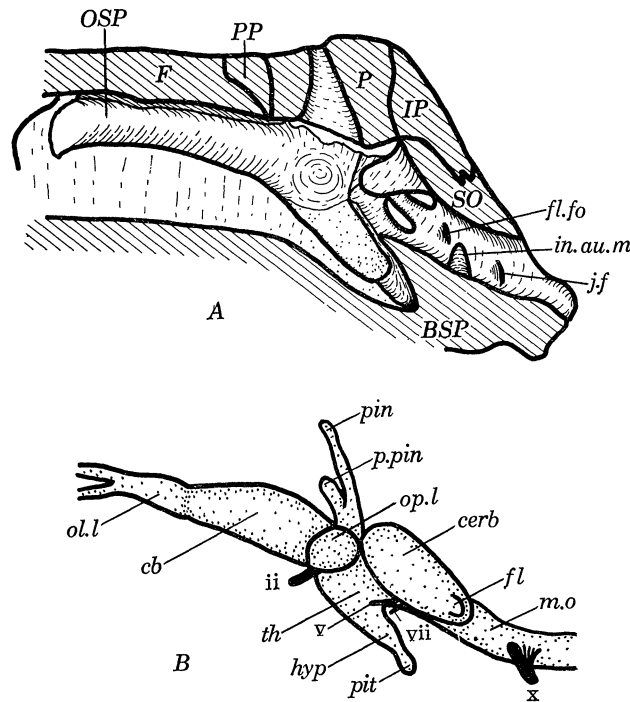 OSP
PP
F
P
IP
SO
fl.fo
in.au.m
j.f
BSP
A
pin
p.pin
op.l
cerb
ol.l
cb
ii
fl
m.o
th
v
vii
hyp
pit
x
B